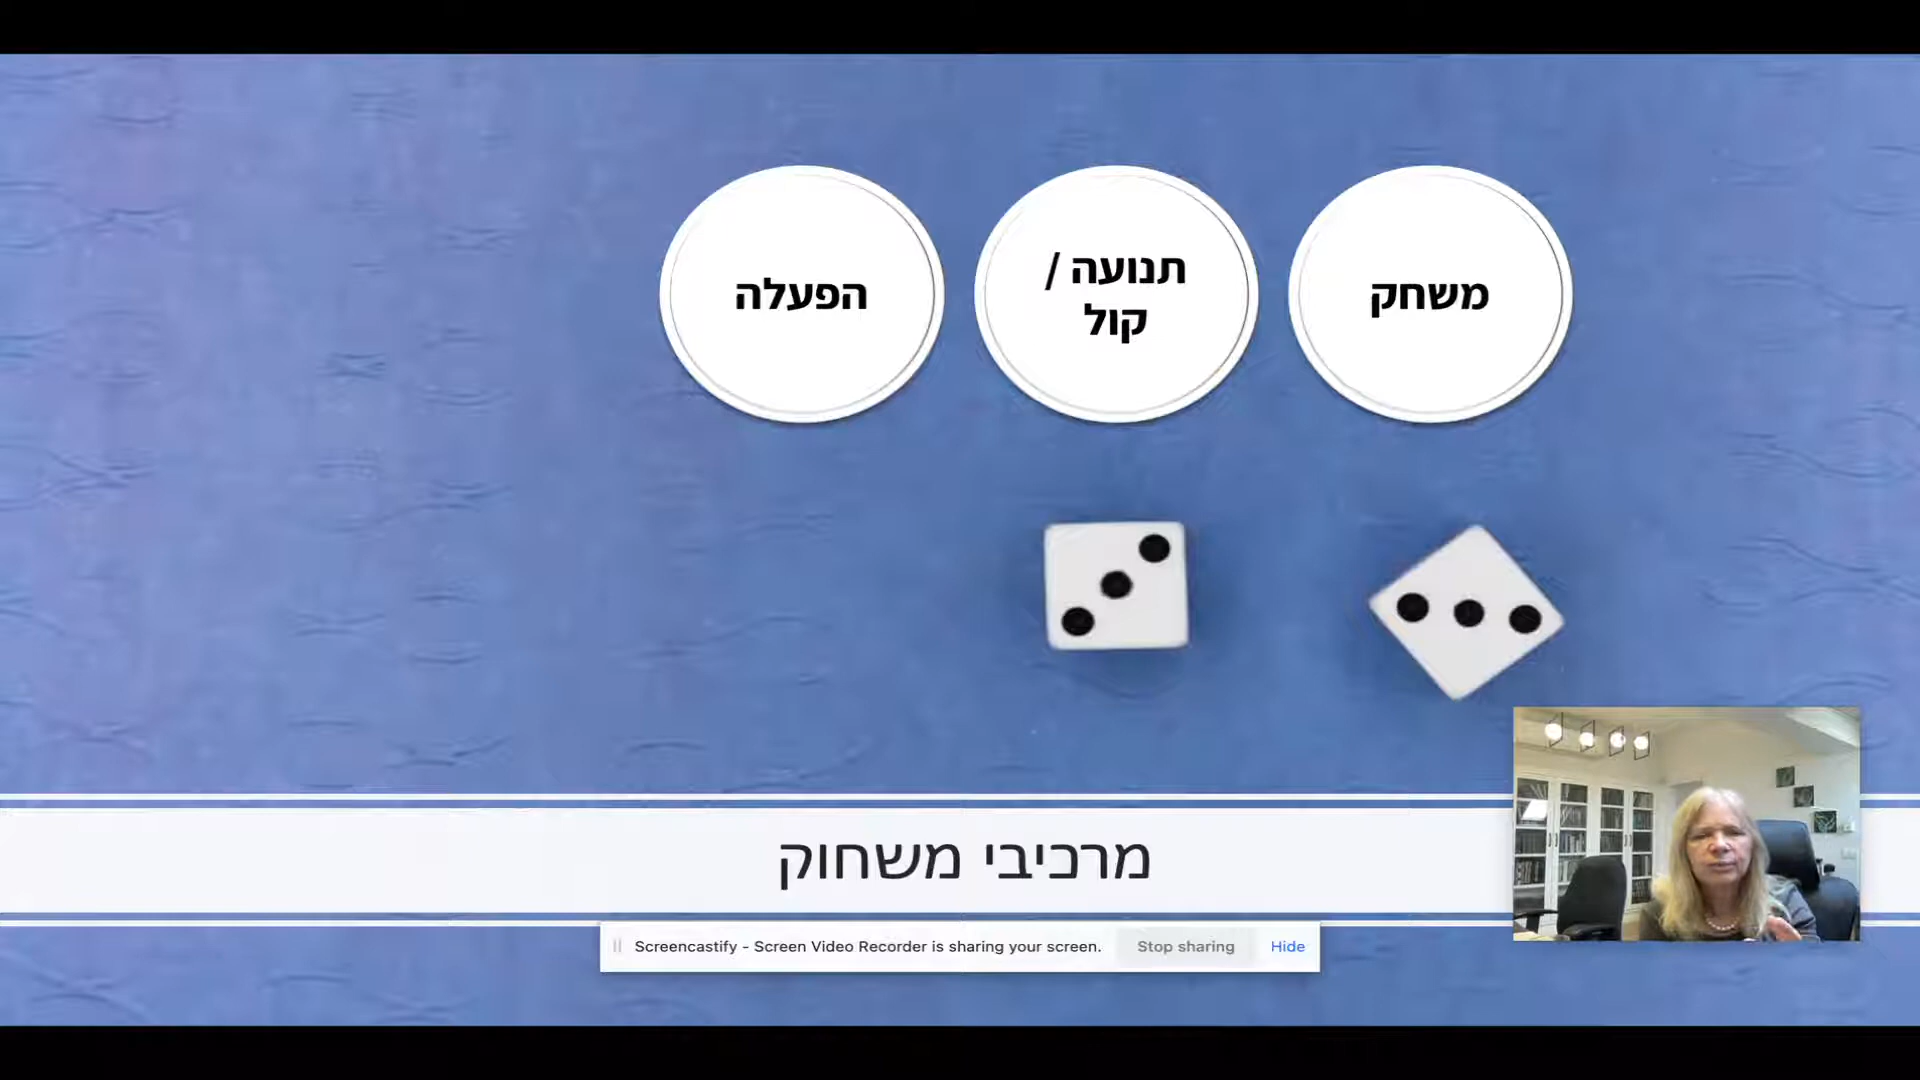 משחק
תנועה /
קול
הפעלה
מרכיבי משחוק
Screencastify - Screen Video Recorder is sharing your screen.
Stop sharing
Hide